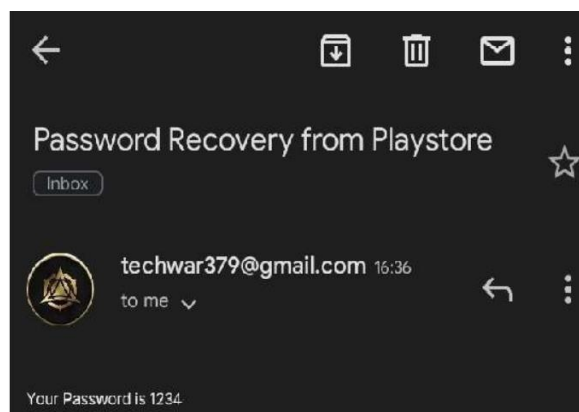 Password Recovery from Playstore
Inbox
techwar379@gmail.com 16:36
to me
Your Password is 1234